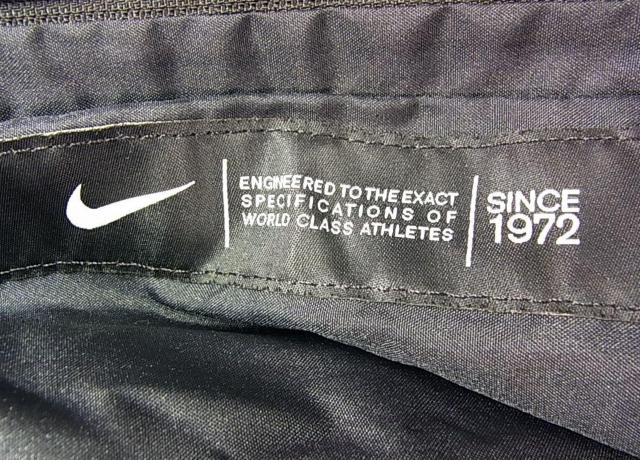 ENGINEERED TO THE EXACT
SPECIFICATIONS OF
WORLD CLASS ATHLETES
SINCE
1972